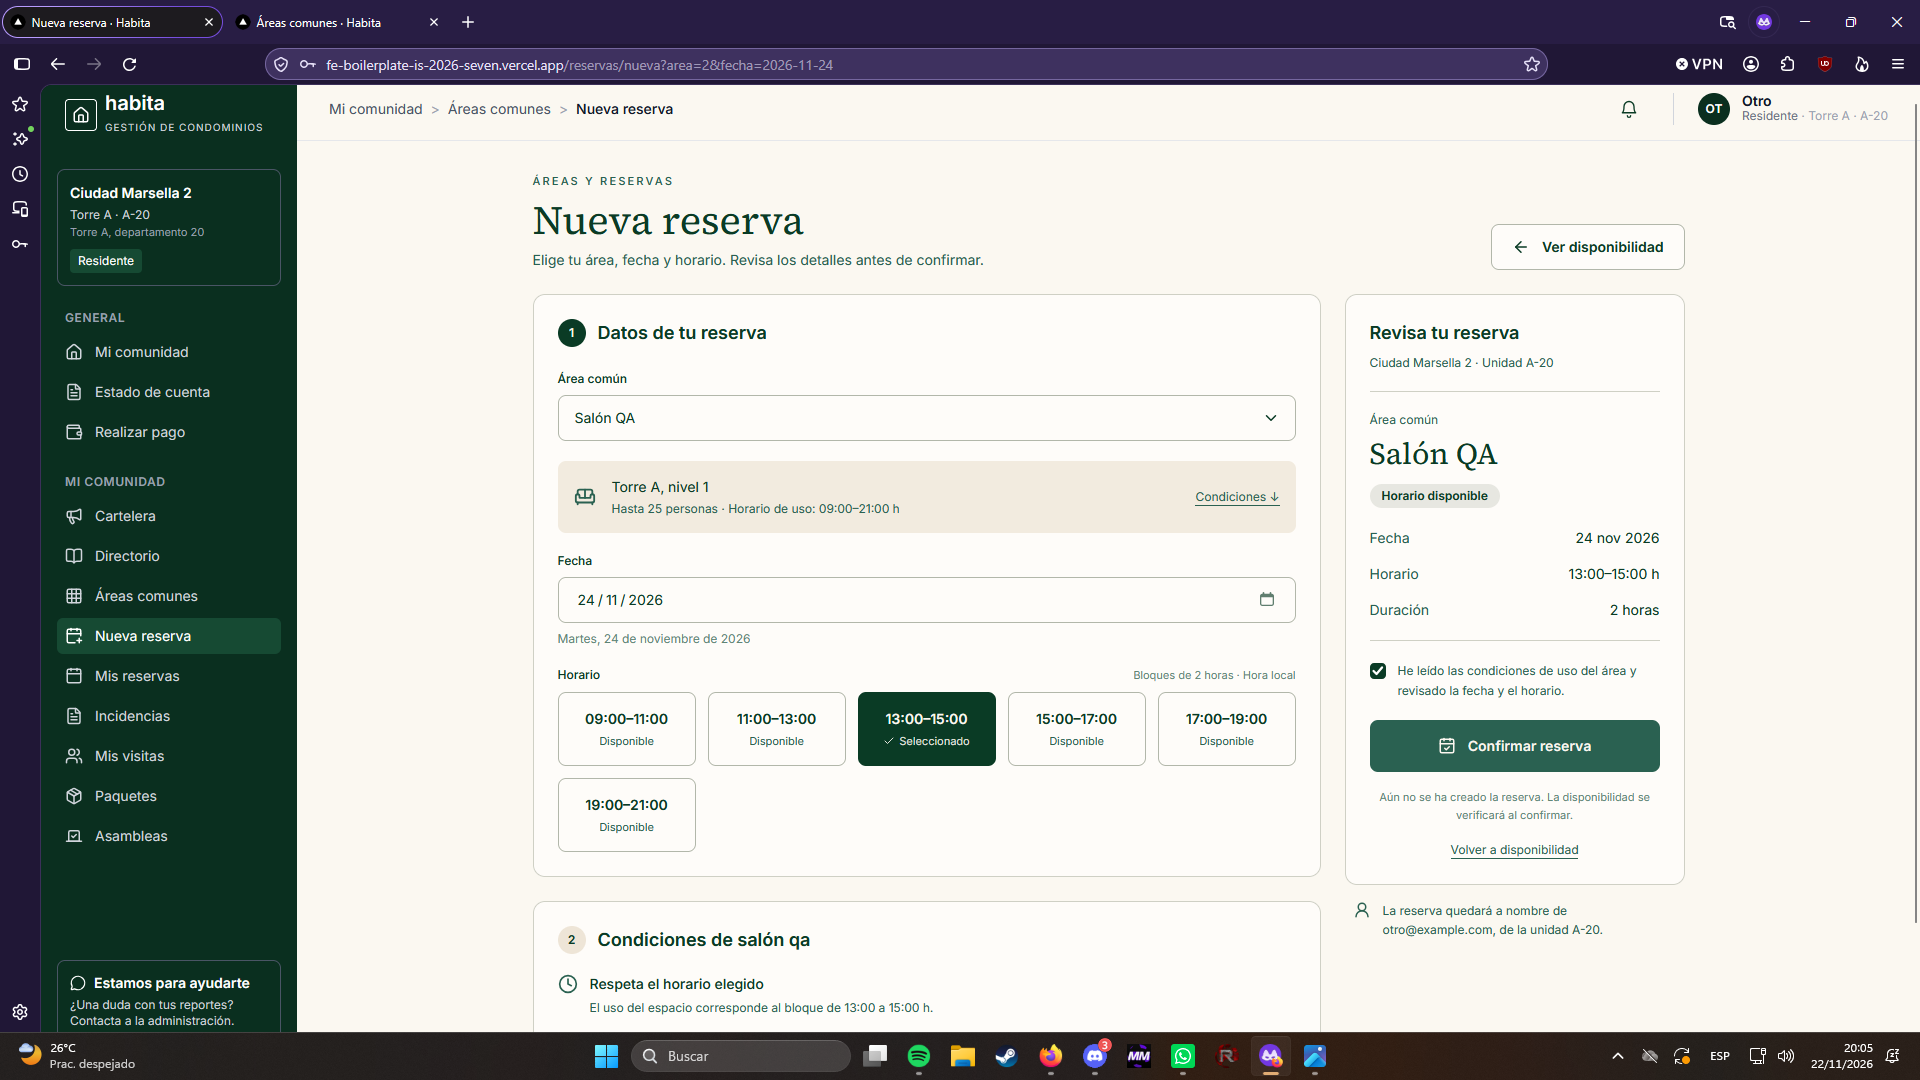 Nueva reserva · Habita
Áreas comunes · Habita
fe-boilerplate-is-2026-seven.vercel.app/reservas/nueva?area=2&fecha=2026-11-24
VPN
habita
GESTIÓN DE CONDOMINIOS
Ciudad Marsella 2
Torre A · A-20
Torre A, departamento 20
Residente
GENERAL
Mi comunidad
Estado de cuenta
Realizar pago
MI COMUNIDAD
Cartelera
Directorio
Áreas comunes
Nueva reserva
Mis reservas
Incidencias
Mis visitas
Paquetes
Asambleas
Estamos para ayudarte
¿Una duda con tus reportes?
Contacta a la administración.
Mi comunidad > Áreas comunes > Nueva reserva
OT
Otro
Residente · Torre A · A-20
ÁREAS Y RESERVAS
Nueva reserva
Elige tu área, fecha y horario. Revisa los detalles antes de confirmar.
Ver disponibilidad
1 Datos de tu reserva
Área común
Salón QA
Torre A, nivel 1
Hasta 25 personas · Horario de uso: 09:00–21:00 h
Condiciones ↓
Fecha
24 / 11 / 2026
Martes, 24 de noviembre de 2026
Horario
Bloques de 2 horas · Hora local
09:00–11:00
Disponible
11:00–13:00
Disponible
13:00–15:00
✓ Seleccionado
15:00–17:00
Disponible
17:00–19:00
Disponible
19:00–21:00
Disponible
2 Condiciones de salón qa
Respeta el horario elegido
El uso del espacio corresponde al bloque de 13:00 a 15:00 h.
Revisa tu reserva
Ciudad Marsella 2 · Unidad A-20
Área común
Salón QA
Horario disponible
Fecha 24 nov 2026
Horario 13:00–15:00 h
Duración 2 horas
He leído las condiciones de uso del área y
revisado la fecha y el horario.
Confirmar reserva
Aún no se ha creado la reserva. La disponibilidad se
verificará al confirmar.
Volver a disponibilidad
La reserva quedará a nombre de
otro@example.com, de la unidad A-20.
26°C
Prac. despejado
Buscar
3
MM
R
ESP
20:05
22/11/2026